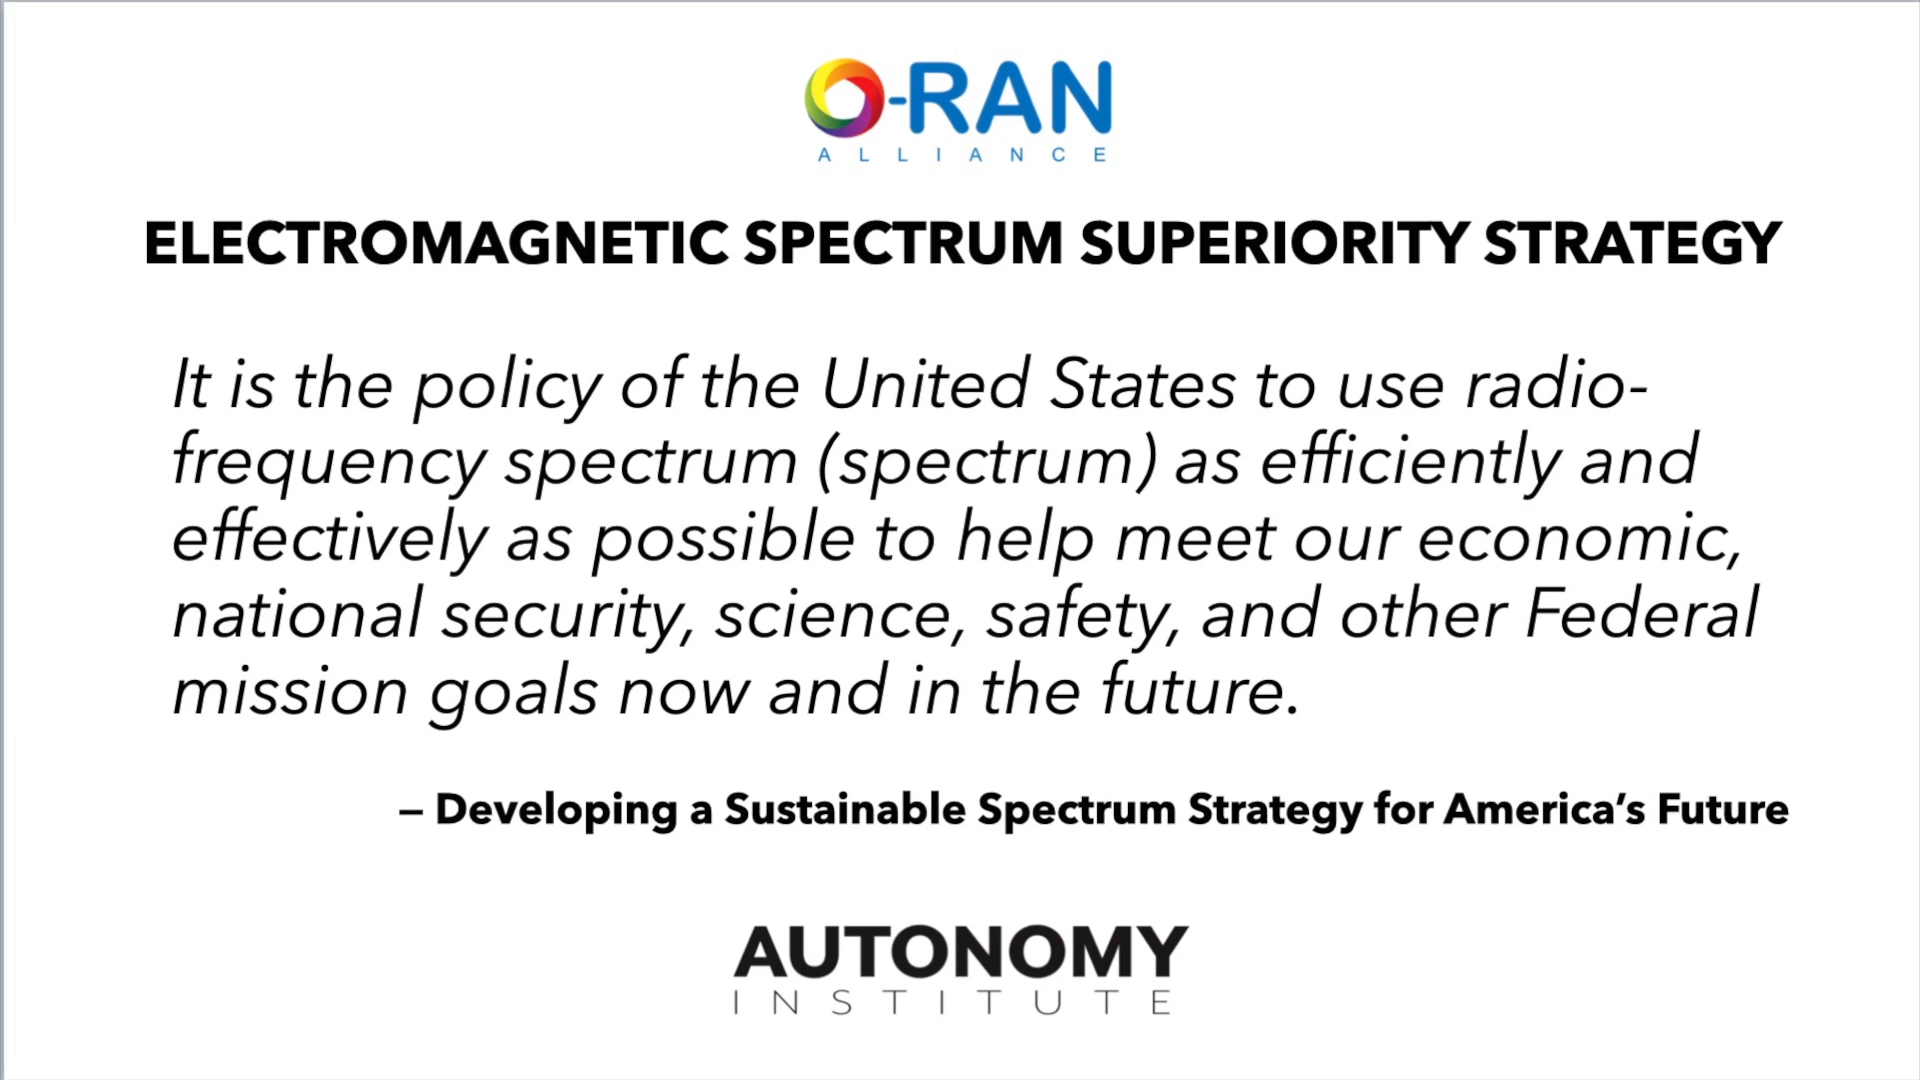 O-RAN
ALLIANCE
ELECTROMAGNETIC SPECTRUM SUPERIORITY STRATEGY
It is the policy of the United States to use radio-
frequency spectrum (spectrum) as efficiently and
effectively as possible to help meet our economic,
national security, science, safety, and other Federal
mission goals now and in the future.
– Developing a Sustainable Spectrum Strategy for America’s Future
AUTONOMY
INSTITUTE